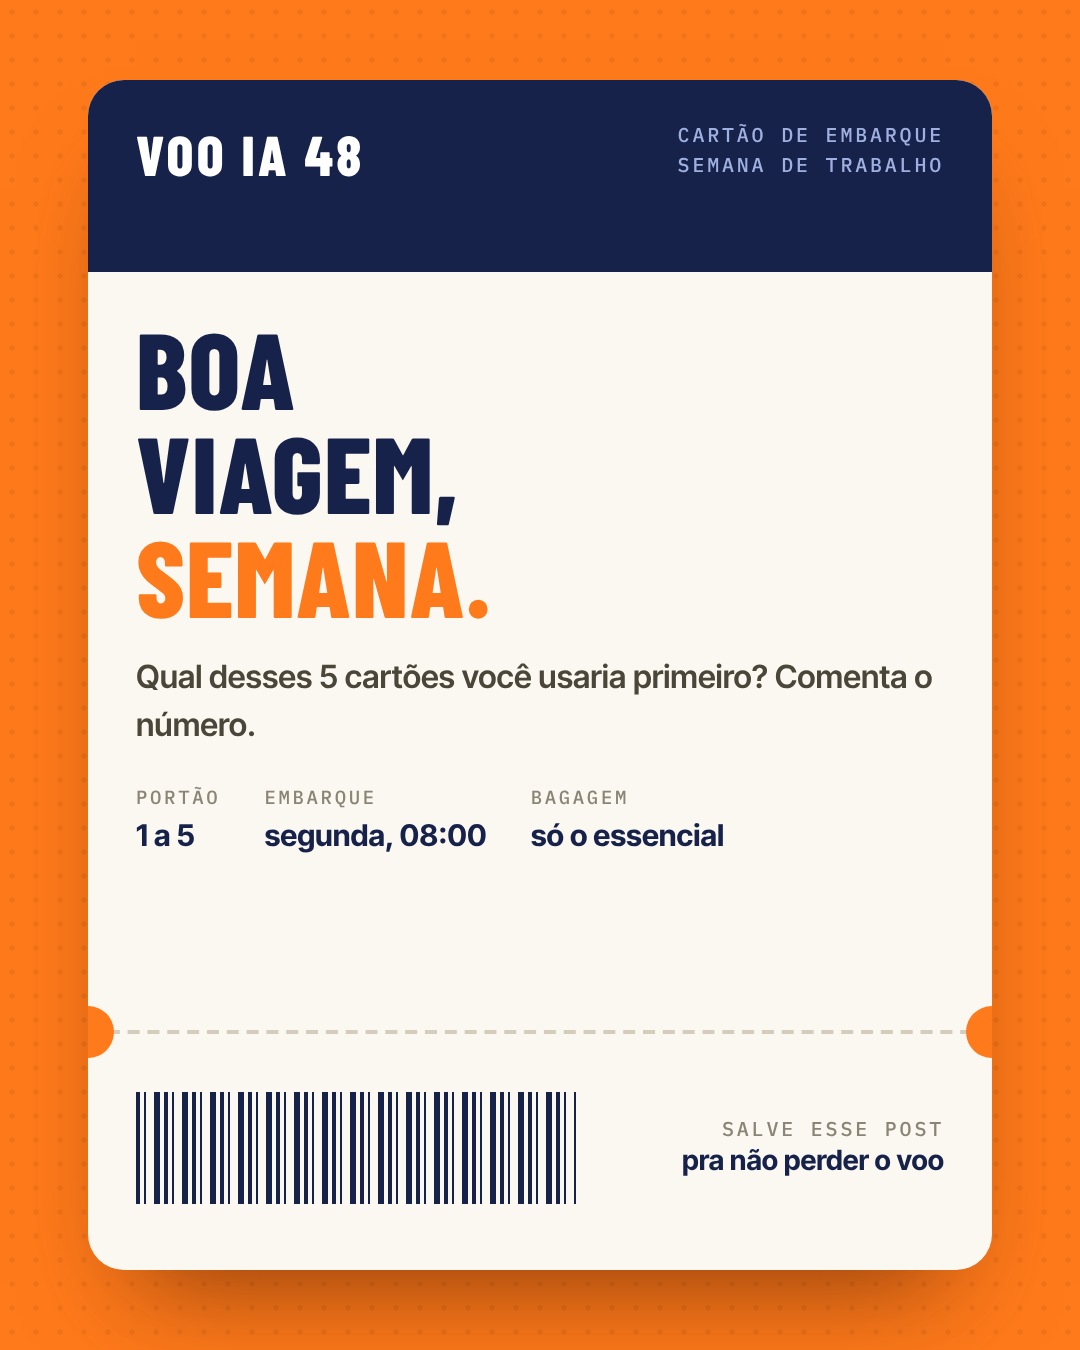 VOO IA 48
CARTÃO DE EMBARQUE
SEMANA DE TRABALHO
BOA
VIAGEM,
SEMANA.
Qual desses 5 cartões você usaria primeiro? Comenta o
número.
PORTÃO
1 a 5
EMBARQUE
segunda, 08:00
BAGAGEM
só o essencial
SALVE ESSE POST
pra não perder o voo